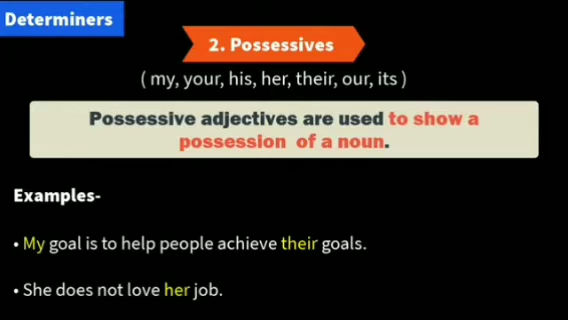 Determiners
2. Possessives
( my, your, his, her, their, our, its )
Possessive adjectives are used to show a
possession of a noun.
Examples-
• My goal is to help people achieve their goals.
• She does not love her job.